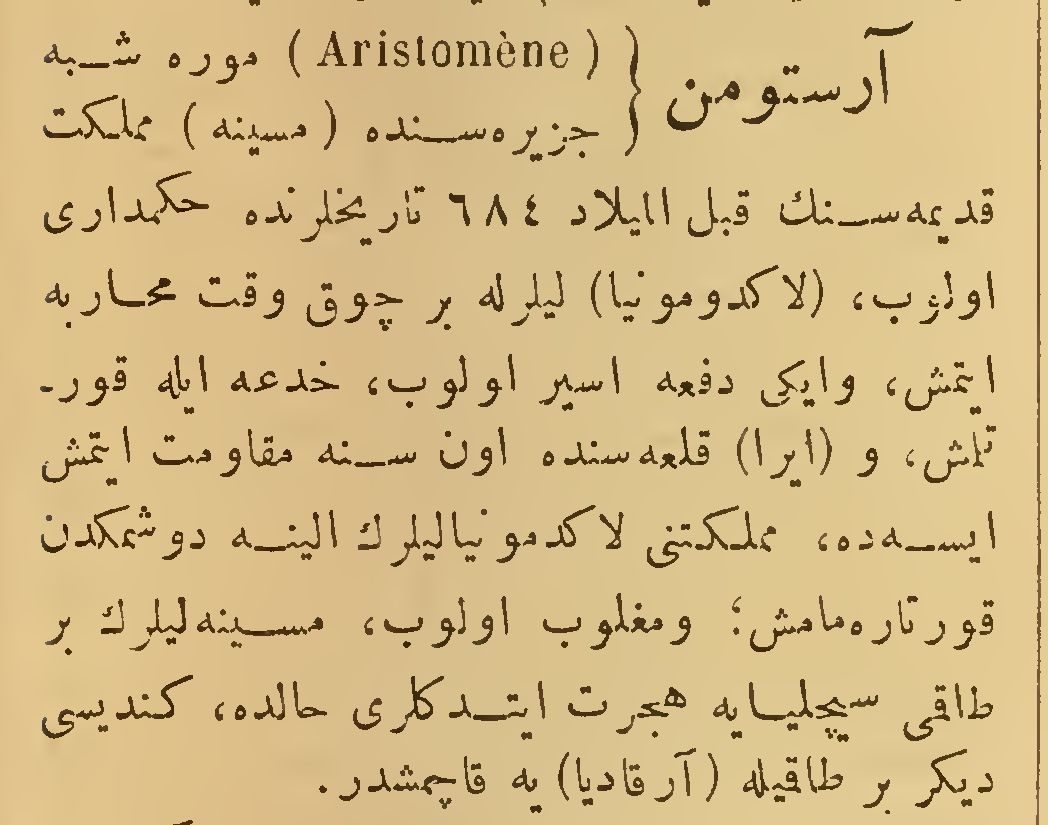 آرستومن { (Aristomène) موره شبه
جزیره‌سنده (مسینه) مملکت
قدیمه‌سنك قبل المیلاد ٦٨٤ تاریخلرنده حکمداری
اولوب، (لاکدومونیا) لیلرله بر چوق وقت محاربه
ایتمش، وایکی دفعه اسیر اولوب، خدعه ایله قور-
تلمش، و (ایرا) قلعه‌سنده اون سنه مقاومت ایتمش
ایسه‌ده، مملکتنی لاکدمونیالیلرك الینه دوشمکدن
قورتاره‌مامش؛ ومغلوب اولوب، مسینه‌لیلرك بر
طاقمی سیچلیایه هجرت ایتدکلری حالده، کندیسی
دیکر بر طاقیله (آرقادیا) یه قاچمشدر.